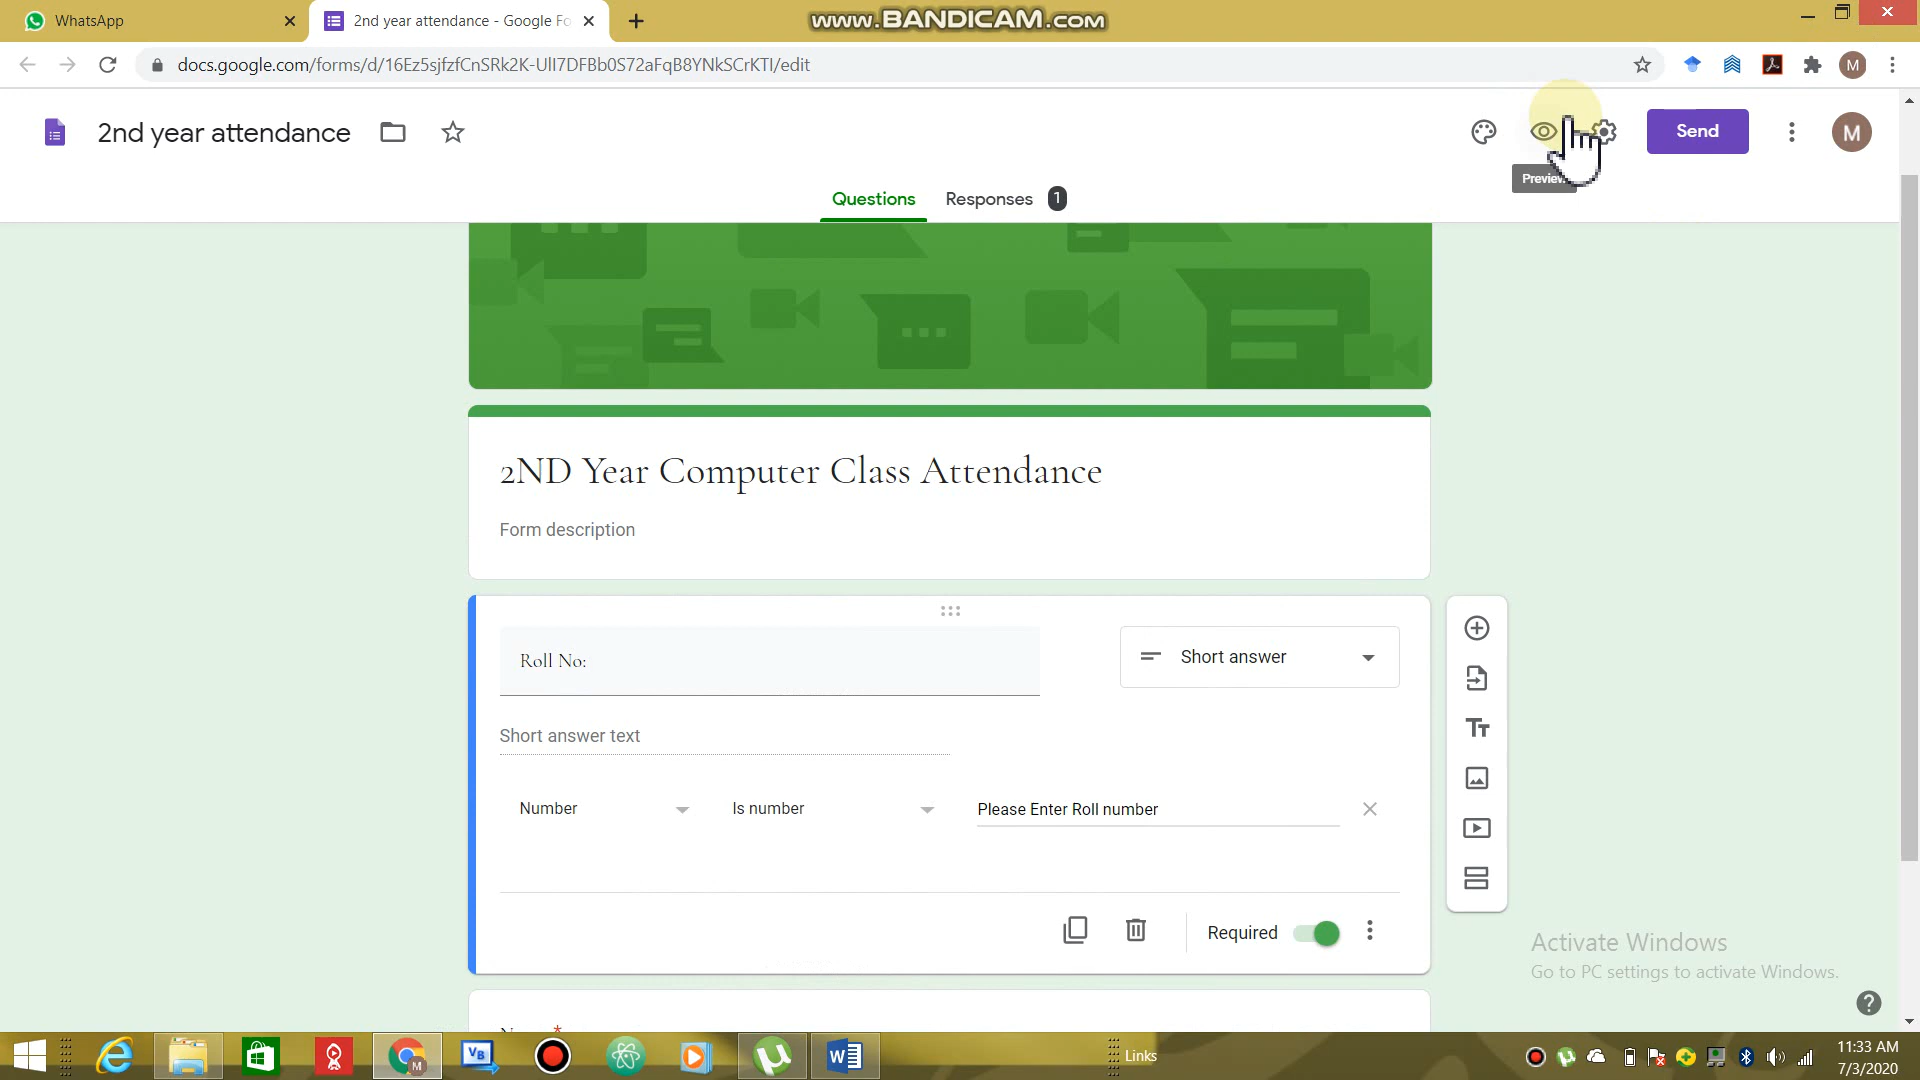 WhatsApp
2nd year attendance - Google Fo
www.BANDICAM.com
docs.google.com/forms/d/16Ez5sjfzfCnSRk2K-UlI7DFBb0S72aFqB8YNkSCrKTI/edit
M
2nd year attendance
Send
M
Preview
Questions
Responses
1
2ND Year Computer Class Attendance
Form description
Roll No:
Short answer
Short answer text
Number
Is number
Please Enter Roll number
Required
Activate Windows
Go to PC settings to activate Windows.
Links
11:33 AM
7/3/2020